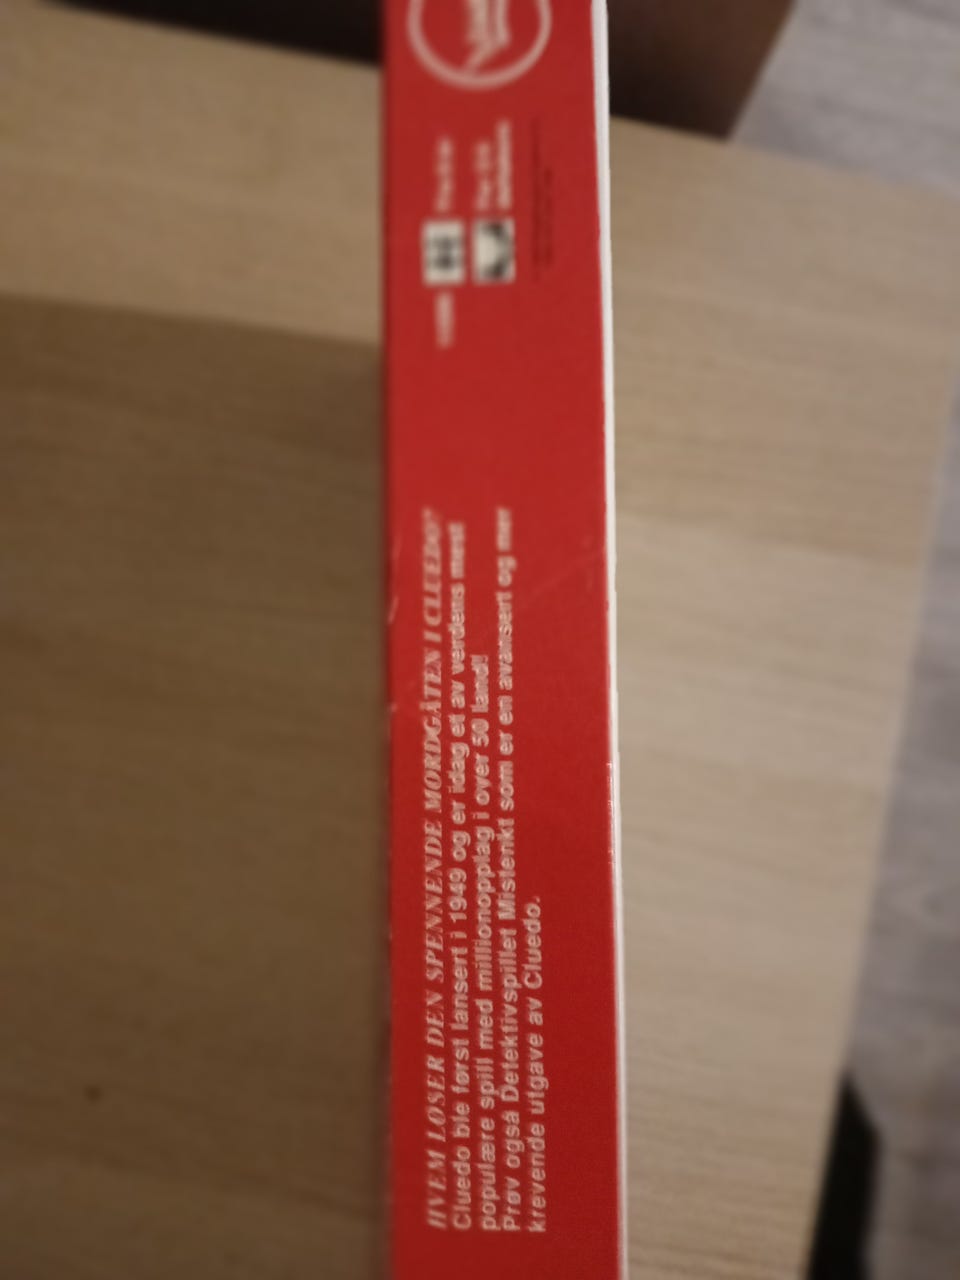 HVEM LØSER DEN SPENNENDE MORDGÅTEN I CLUEDO?
Cluedo ble først lansert i 1949 og er idag et av verdens mest
populære spill med millionopplag i over 50 land!
Prøv også Detektivspillet Mistenkt som er en avansert og mer
krevende utgave av Cluedo.